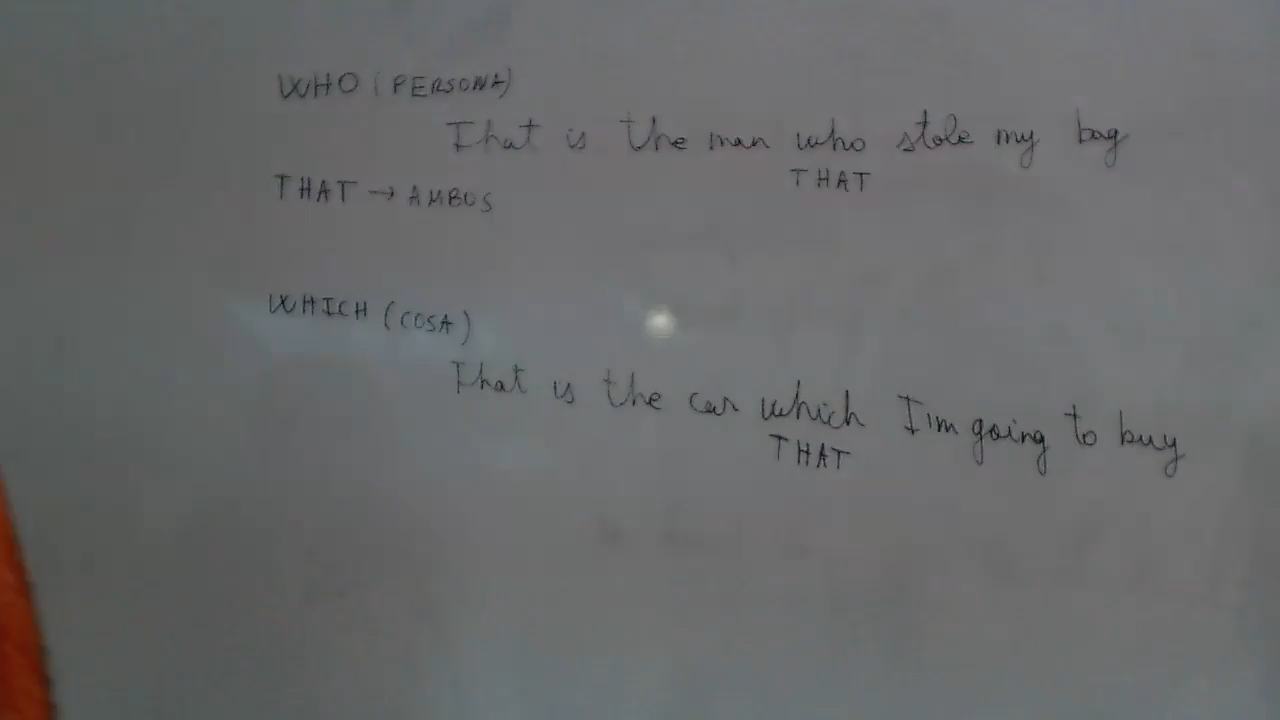 WHO (PERSONA)
That is the man who stole my bag
THAT
THAT → AMBOS
WHICH (COSA)
That is the car which I'm going to buy
THAT